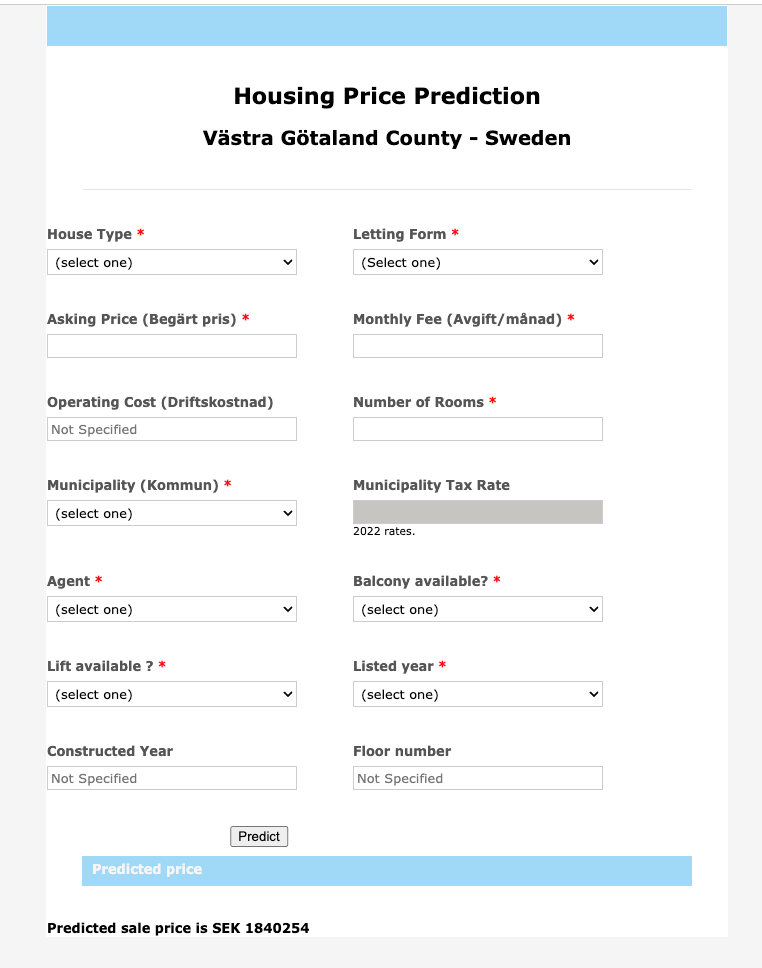 Housing Price Prediction
Västra Götaland County - Sweden
House Type *
Letting Form *
(select one)
(Select one)
Asking Price (Begärt pris) *
Monthly Fee (Avgift/månad) *
Operating Cost (Driftskostnad)
Number of Rooms *
Not Specified
Municipality (Kommun) *
Municipality Tax Rate
(select one)
2022 rates.
Agent *
Balcony available? *
(select one)
(select one)
Lift available ? *
Listed year *
(select one)
(select one)
Constructed Year
Floor number
Not Specified
Not Specified
Predict
Predicted price
Predicted sale price is SEK 1840254